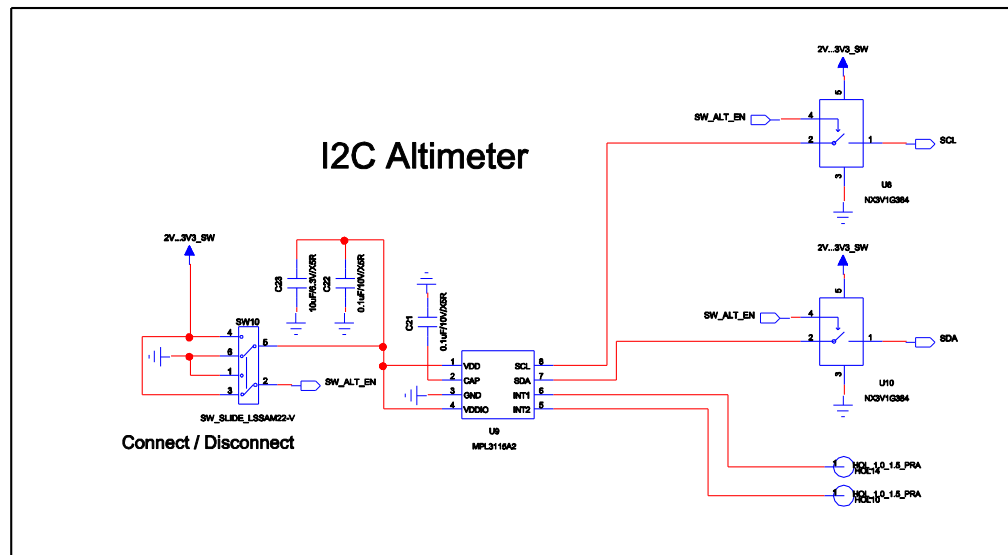 2V...3V3_SW
5
SW_ALT_EN
4
2
1
SCL
3
U8
NX3V1G384
I2C Altimeter
2V...3V3_SW
2V...3V3_SW
5
SW_ALT_EN
4
2
1
SDA
3
U10
NX3V1G384
C23
10uF/6.3V/X5R
C22
0.1uF/10V/X5R
C21
0.1uF/10V/X5R
SW10
4
6
5
1
2
SW_ALT_EN
3
SW_SLIDE_LSSAM22-V
Connect / Disconnect
1 VDD SCL 8
2 CAP SDA 7
3 GND INT1 6
4 VDDIO INT2 5
U9
MPL3115A2
1
HOL_1.0_1.5_PRA
HOL14
1
HOL_1.0_1.5_PRA
HOL10